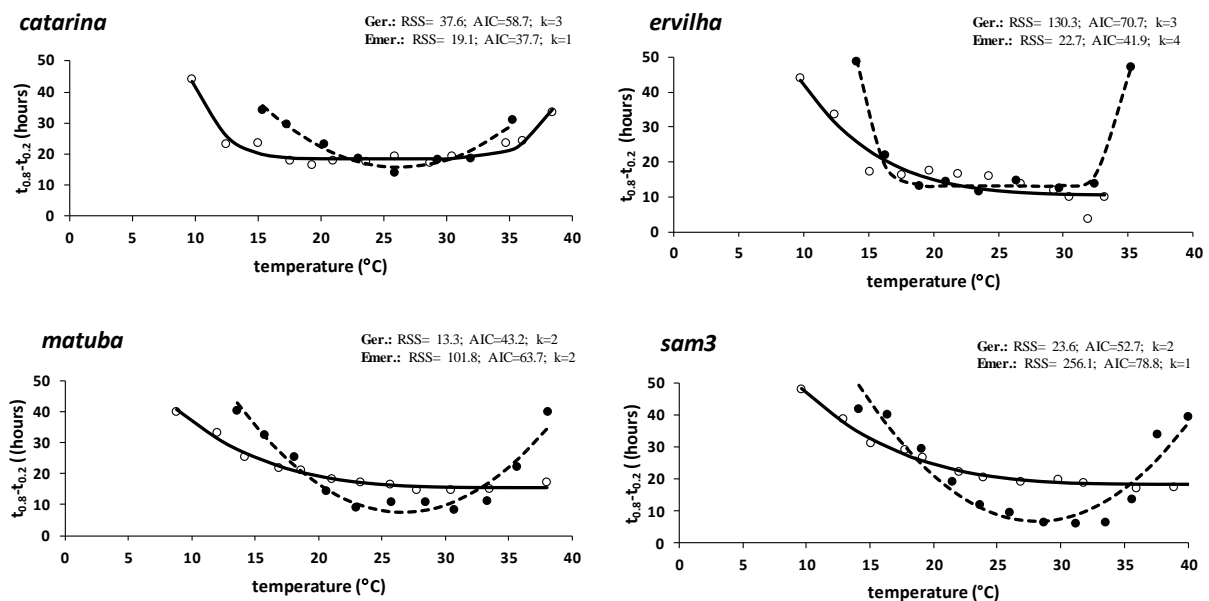 catarina
Ger.: RSS= 37.6; AIC=58.7; k=3
Emer.: RSS= 19.1; AIC=37.7; k=1
t0.8-t0.2 (hours)
50
40
30
20
10
0
0 5 10 15 20 25 30 35 40
temperature (°C)
ervilha
Ger.: RSS= 130.3; AIC=70.7; k=3
Emer.: RSS= 22.7; AIC=41.9; k=4
t0.8-t0.2 (hours)
50
40
30
20
10
0
0 5 10 15 20 25 30 35 40
temperature (°C)
matuba
Ger.: RSS= 13.3; AIC=43.2; k=2
Emer.: RSS= 101.8; AIC=63.7; k=2
t0.8-t0.2 ((hours)
50
40
30
20
10
0
0 5 10 15 20 25 30 35 40
temperature (°C)
sam3
Ger.: RSS= 23.6; AIC=52.7; k=2
Emer.: RSS= 256.1; AIC=78.8; k=1
t0.8-t0.2 ( (hours)
50
40
30
20
10
0
0 5 10 15 20 25 30 35 40
temperature (°C)